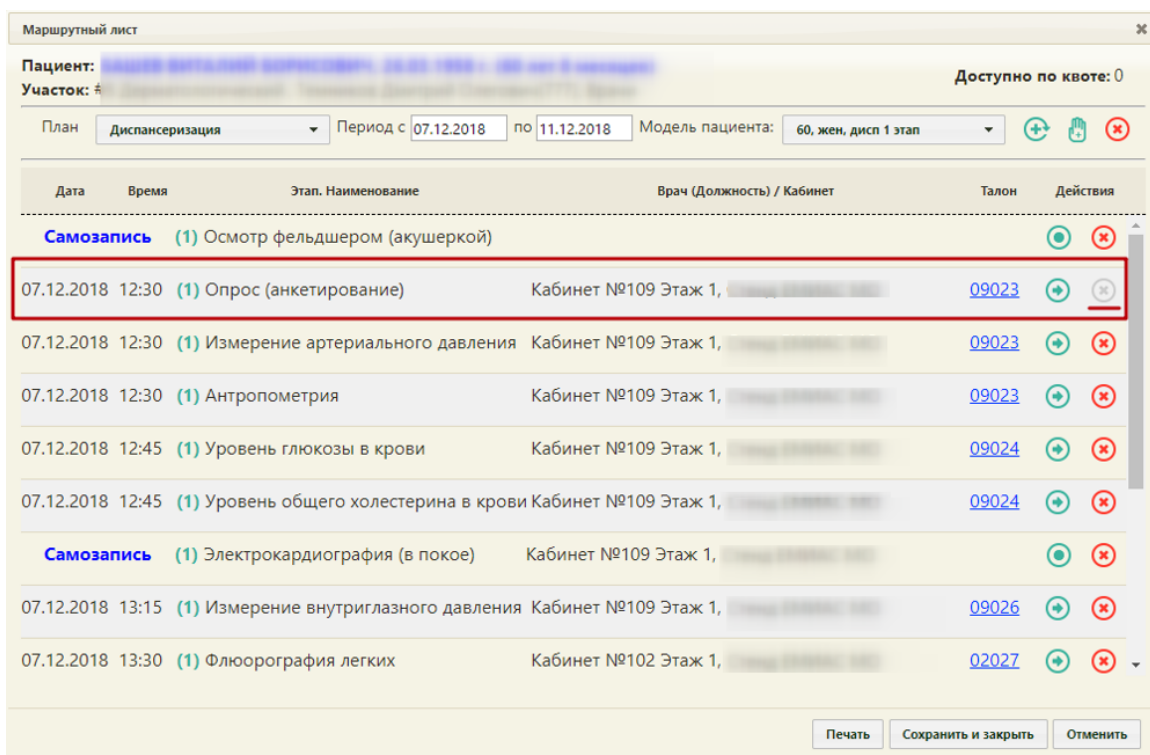 Маршрутный лист
Пациент:
Участок: #
Доступно по квоте: 0
План Диспансеризация Период с 07.12.2018 по 11.12.2018 Модель пациента: 60, жен, дисп 1 этап
Дата Время Этап. Наименование Врач (Должность) / Кабинет Талон Действия
Самозапись (1) Осмотр фельдшером (акушеркой)
07.12.2018 12:30 (1) Опрос (анкетирование) Кабинет №109 Этаж 1, 09023
07.12.2018 12:30 (1) Измерение артериального давления Кабинет №109 Этаж 1, 09023
07.12.2018 12:30 (1) Антропометрия Кабинет №109 Этаж 1, 09023
07.12.2018 12:45 (1) Уровень глюкозы в крови Кабинет №109 Этаж 1, 09024
07.12.2018 12:45 (1) Уровень общего холестерина в крови Кабинет №109 Этаж 1, 09024
Самозапись (1) Электрокардиография (в покое) Кабинет №109 Этаж 1,
07.12.2018 13:15 (1) Измерение внутриглазного давления Кабинет №109 Этаж 1, 09026
07.12.2018 13:30 (1) Флюорография легких Кабинет №102 Этаж 1, 02027
Печать Сохранить и закрыть Отменить